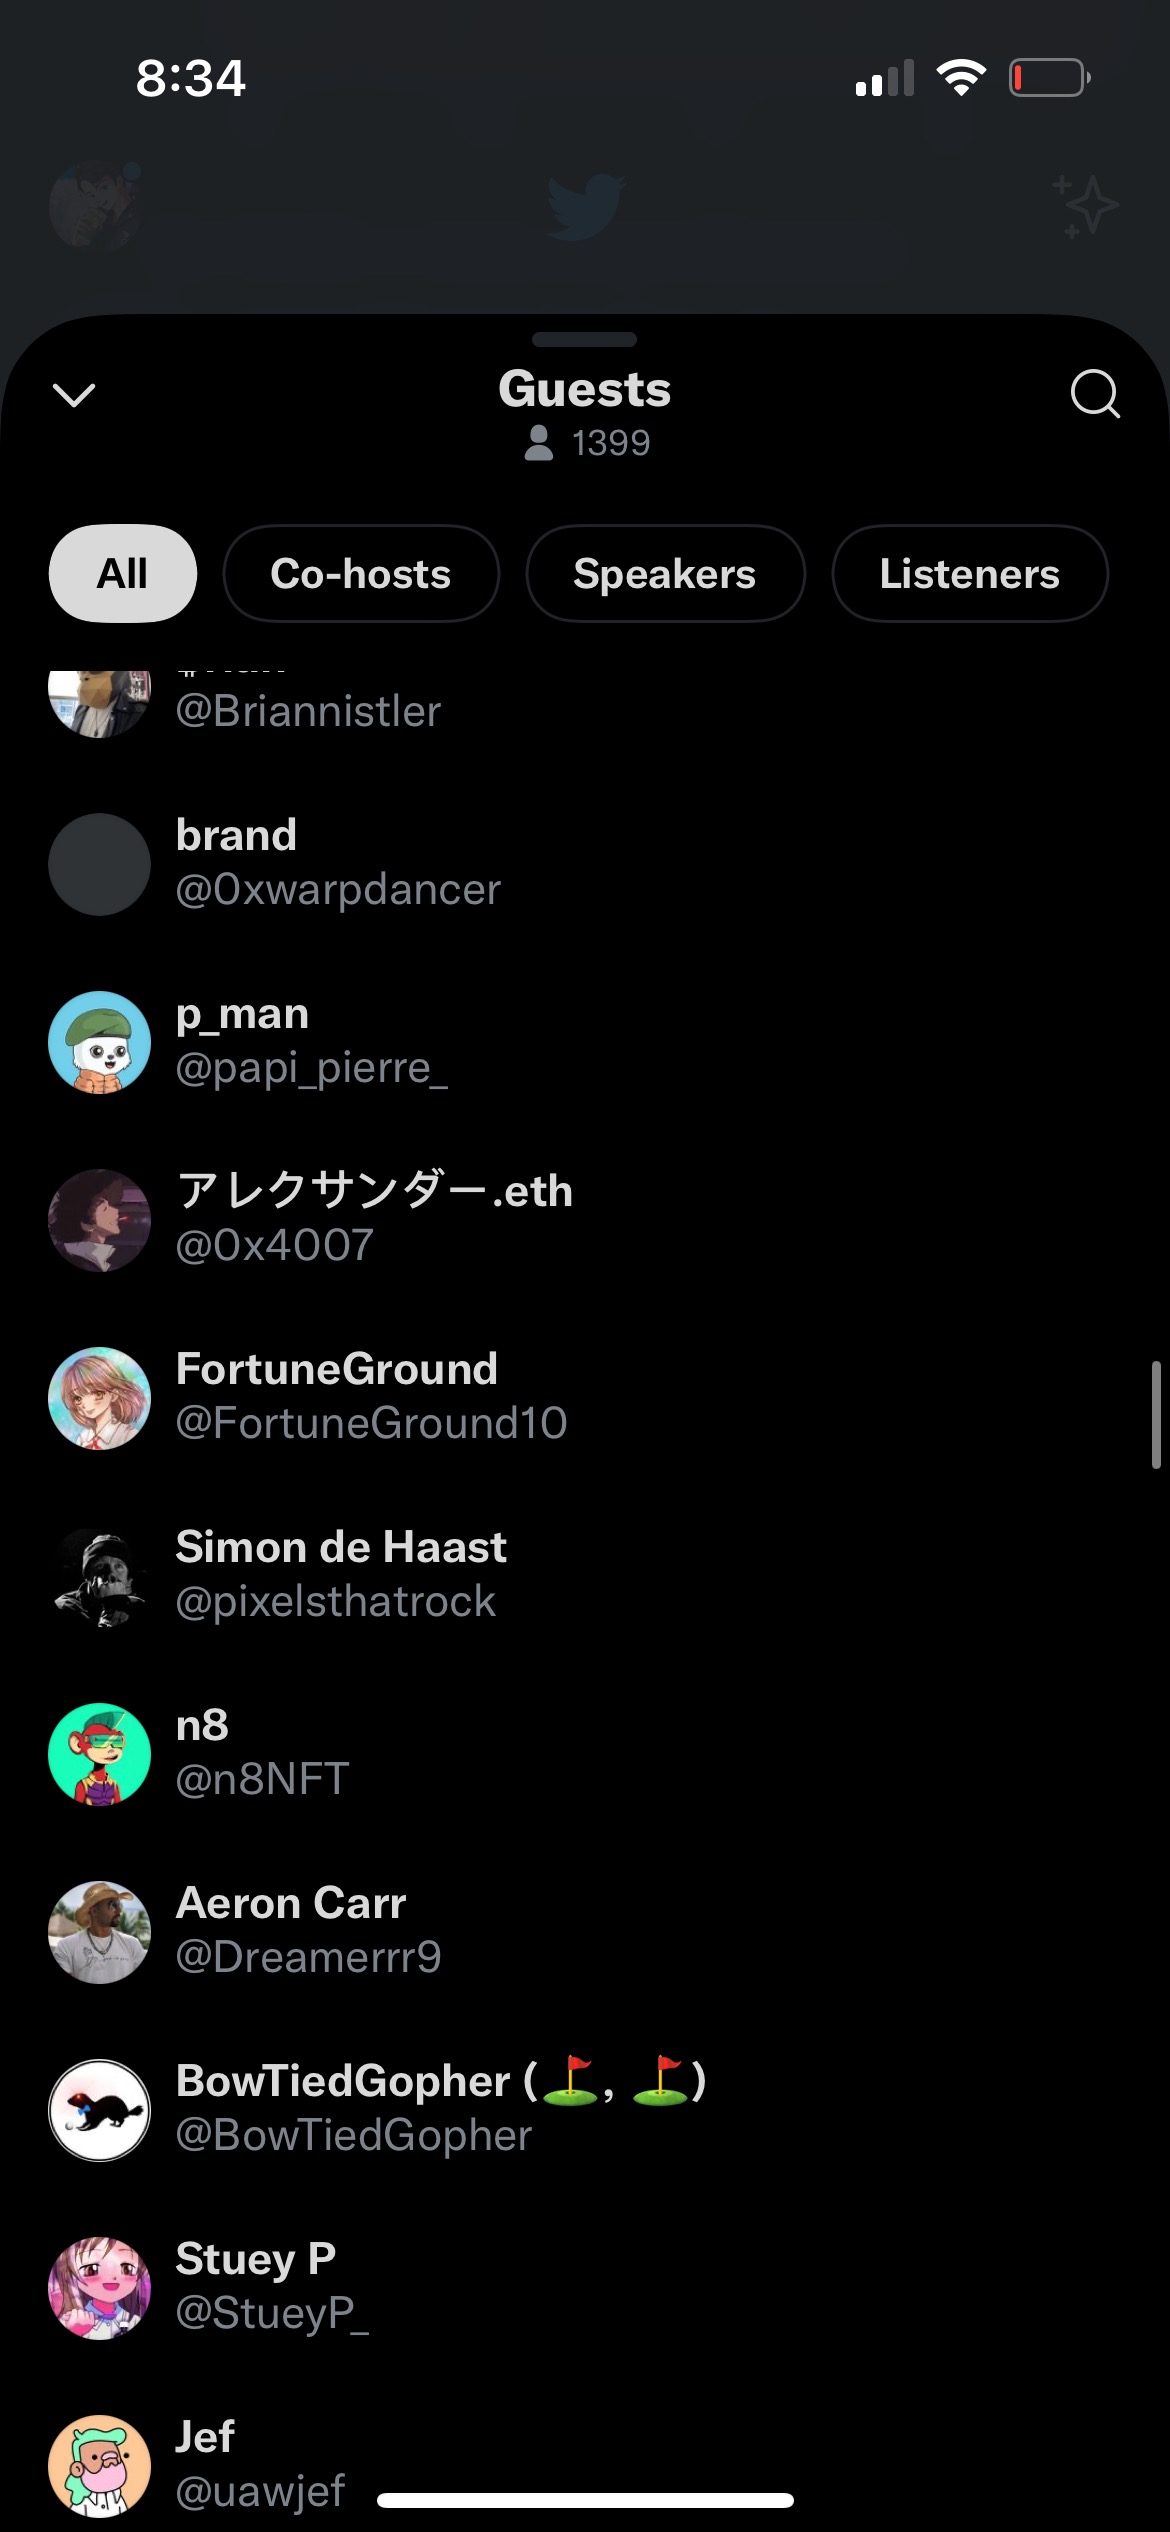 8:34
Guests
1399
All
Co-hosts
Speakers
Listeners
@Briannistler
brand
@0xwarpdancer
p_man
@papi_pierre_
アレクサンダー.eth
@0x4007
FortuneGround
@FortuneGround10
Simon de Haast
@pixelsthatrock
n8
@n8NFT
Aeron Carr
@Dreamerrr9
BowTiedGopher (⛳, ⛳)
@BowTiedGopher
Stuey P
@StueyP_
Jef
@uawjef